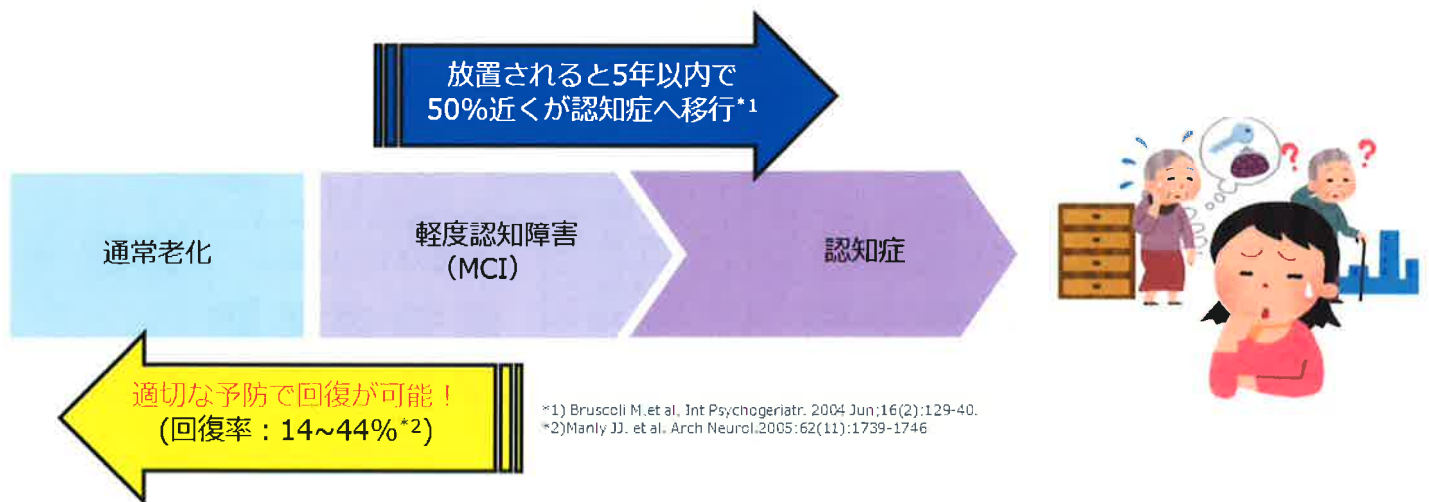 放置されると5年以内で
50%近くが認知症へ移行*1
通常老化
軽度認知障害
（MCI）
認知症
適切な予防で回復が可能！
(回復率：14~44%*2)
*1) Bruscoli M.et al, Int Psychogeriatr. 2004 Jun;16(2):129-40.
*2)Manly JJ. et al. Arch Neurol.2005:62(11):1739-1746
?
?